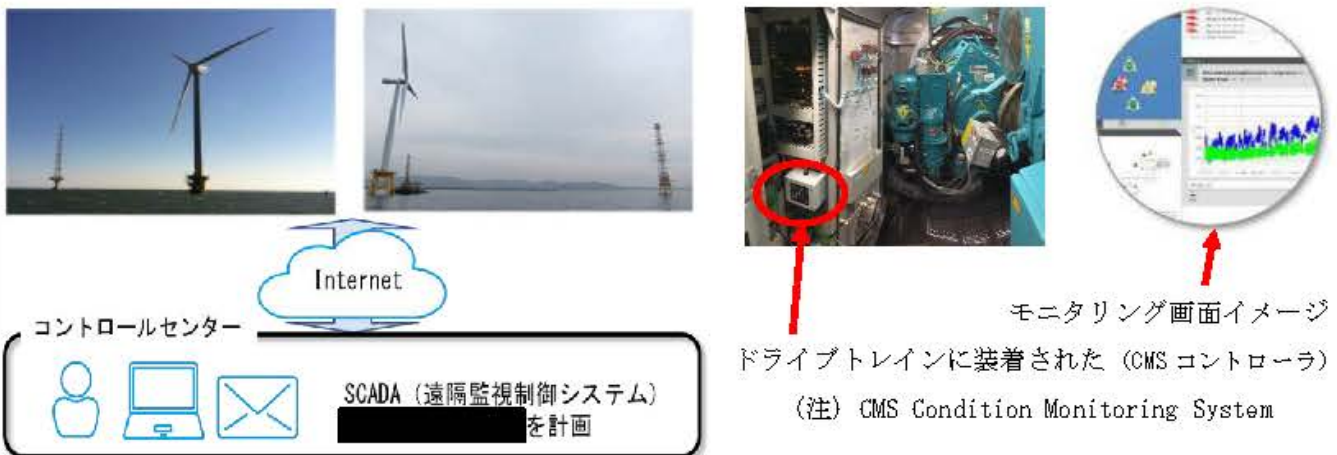 Internet
コントロールセンター
SCADA (遠隔監視制御システム)
を計画
モニタリング画面イメージ
ドライブトレインに装着された (CMS コントローラ)
(注) CMS Condition Monitoring System